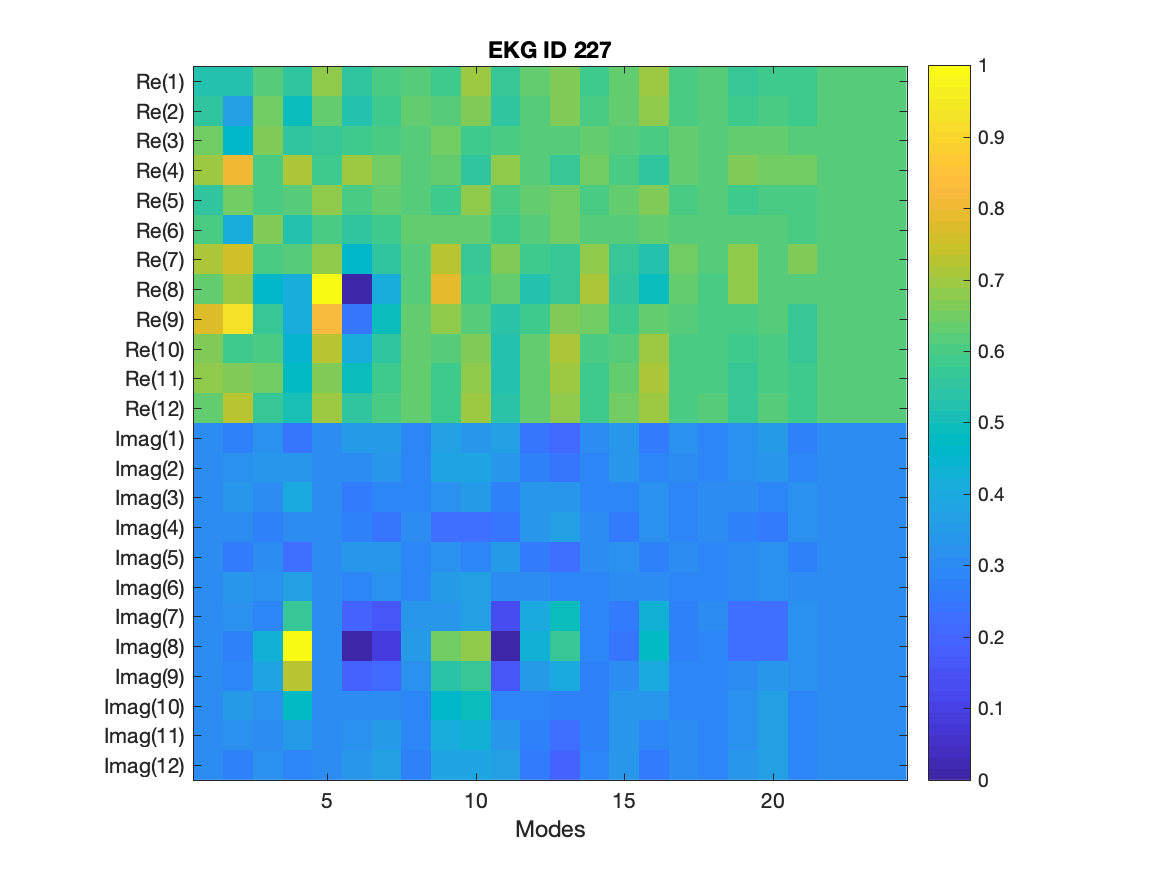 EKG ID 227
Re(1)
Re(2)
Re(3)
Re(4)
Re(5)
Re(6)
Re(7)
Re(8)
Re(9)
Re(10)
Re(11)
Re(12)
Imag(1)
Imag(2)
Imag(3)
Imag(4)
Imag(5)
Imag(6)
Imag(7)
Imag(8)
Imag(9)
Imag(10)
Imag(11)
Imag(12)
5 10 15 20
Modes
1
0.9
0.8
0.7
0.6
0.5
0.4
0.3
0.2
0.1
0